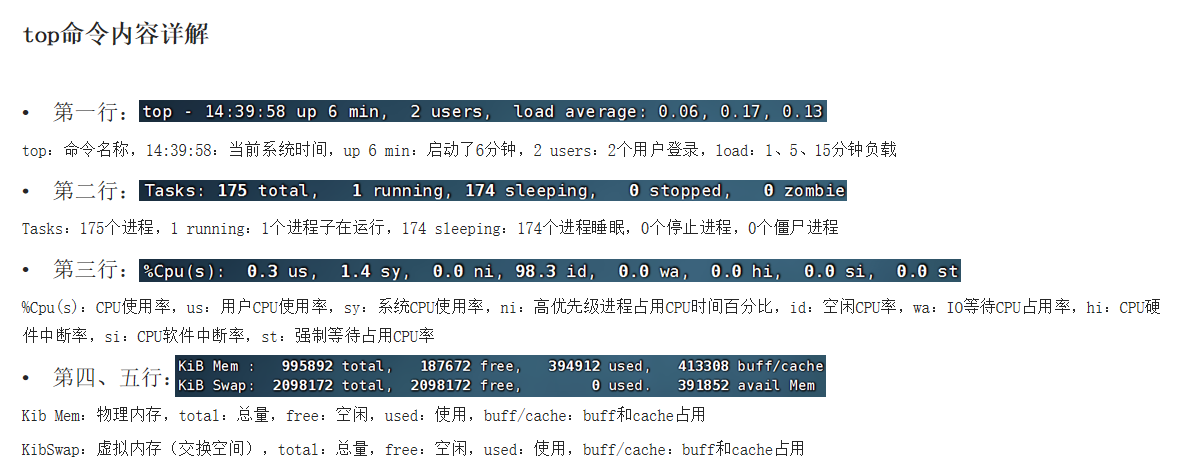 top命令内容详解
• 第一行：top - 14:39:58 up 6 min,  2 users,  load average: 0.06, 0.17, 0.13
top：命令名称，14:39:58：当前系统时间，up 6 min：启动了6分钟，2 users：2个用户登录，load：1、5、15分钟负载
• 第二行：Tasks: 175 total,   1 running, 174 sleeping,   0 stopped,   0 zombie
Tasks：175个进程，1 running：1个进程子在运行，174 sleeping：174个进程睡眠，0个停止进程，0个僵尸进程
• 第三行：%Cpu(s):  0.3 us,  1.4 sy,  0.0 ni, 98.3 id,  0.0 wa,  0.0 hi,  0.0 si,  0.0 st
%Cpu(s)：CPU使用率，us：用户CPU使用率，sy：系统CPU使用率，ni：高优先级进程占用CPU时间百分比，id：空闲CPU率，wa：IO等待CPU占用率，hi：CPU硬
件中断率，si：CPU软件中断率，st：强制等待占用CPU率
• 第四、五行：
KiB Mem :   995892 total,   187672 free,   394912 used,   413308 buff/cache
KiB Swap:  2098172 total,  2098172 free,        0 used.   391852 avail Mem
Kib Mem：物理内存，total：总量，free：空闲，used：使用，buff/cache：buff和cache占用
KibSwap：虚拟内存（交换空间），total：总量，free：空闲，used：使用，buff/cache：buff和cache占用